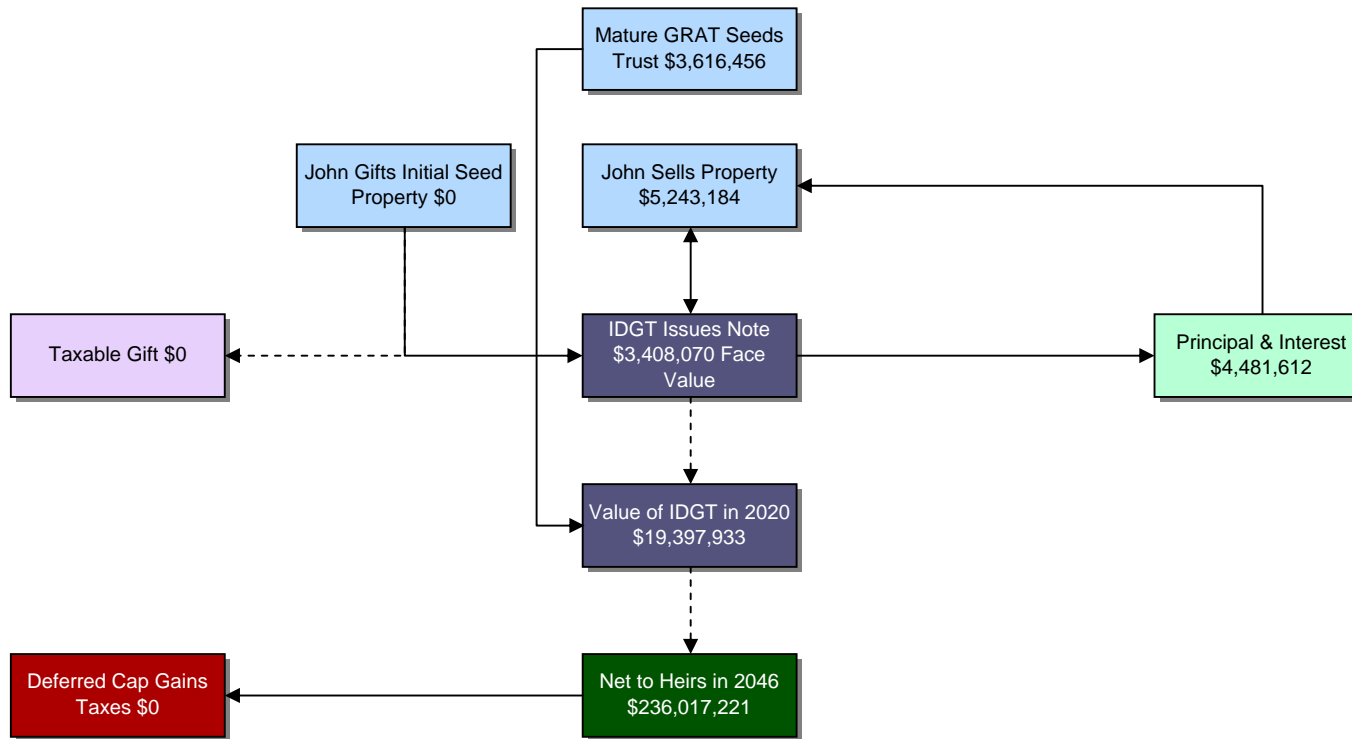 Mature GRAT Seeds
Trust $3,616,456
John Gifts Initial Seed
Property $0
John Sells Property
$5,243,184
Taxable Gift $0
IDGT Issues Note
$3,408,070 Face
Value
Principal & Interest
$4,481,612
Value of IDGT in 2020
$19,397,933
Deferred Cap Gains
Taxes $0
Net to Heirs in 2046
$236,017,221